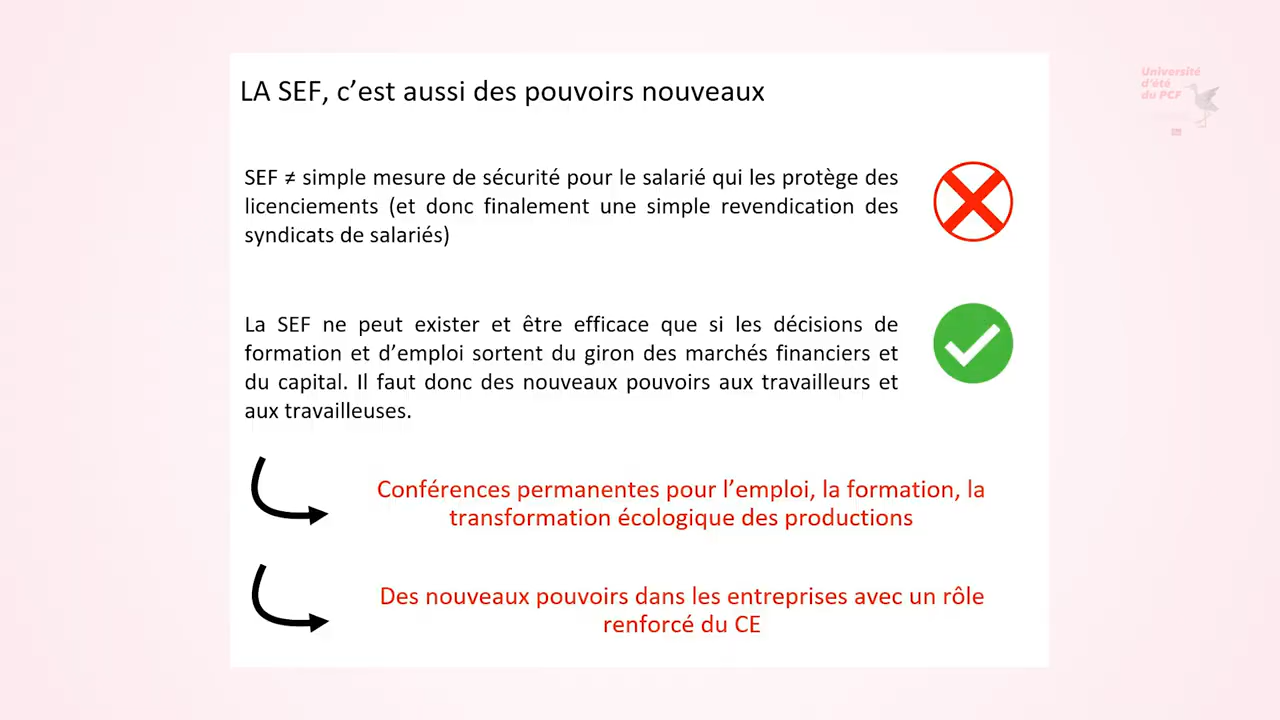 LA SEF, c’est aussi des pouvoirs nouveaux
Université
d'été
du PCF
SEF ≠ simple mesure de sécurité pour le salarié qui les protège des
licenciements (et donc finalement une simple revendication des
syndicats de salariés)
La SEF ne peut exister et être efficace que si les décisions de
formation et d’emploi sortent du giron des marchés financiers et
du capital. Il faut donc des nouveaux pouvoirs aux travailleurs et
aux travailleuses.
Conférences permanentes pour l’emploi, la formation, la
transformation écologique des productions
Des nouveaux pouvoirs dans les entreprises avec un rôle
renforcé du CE